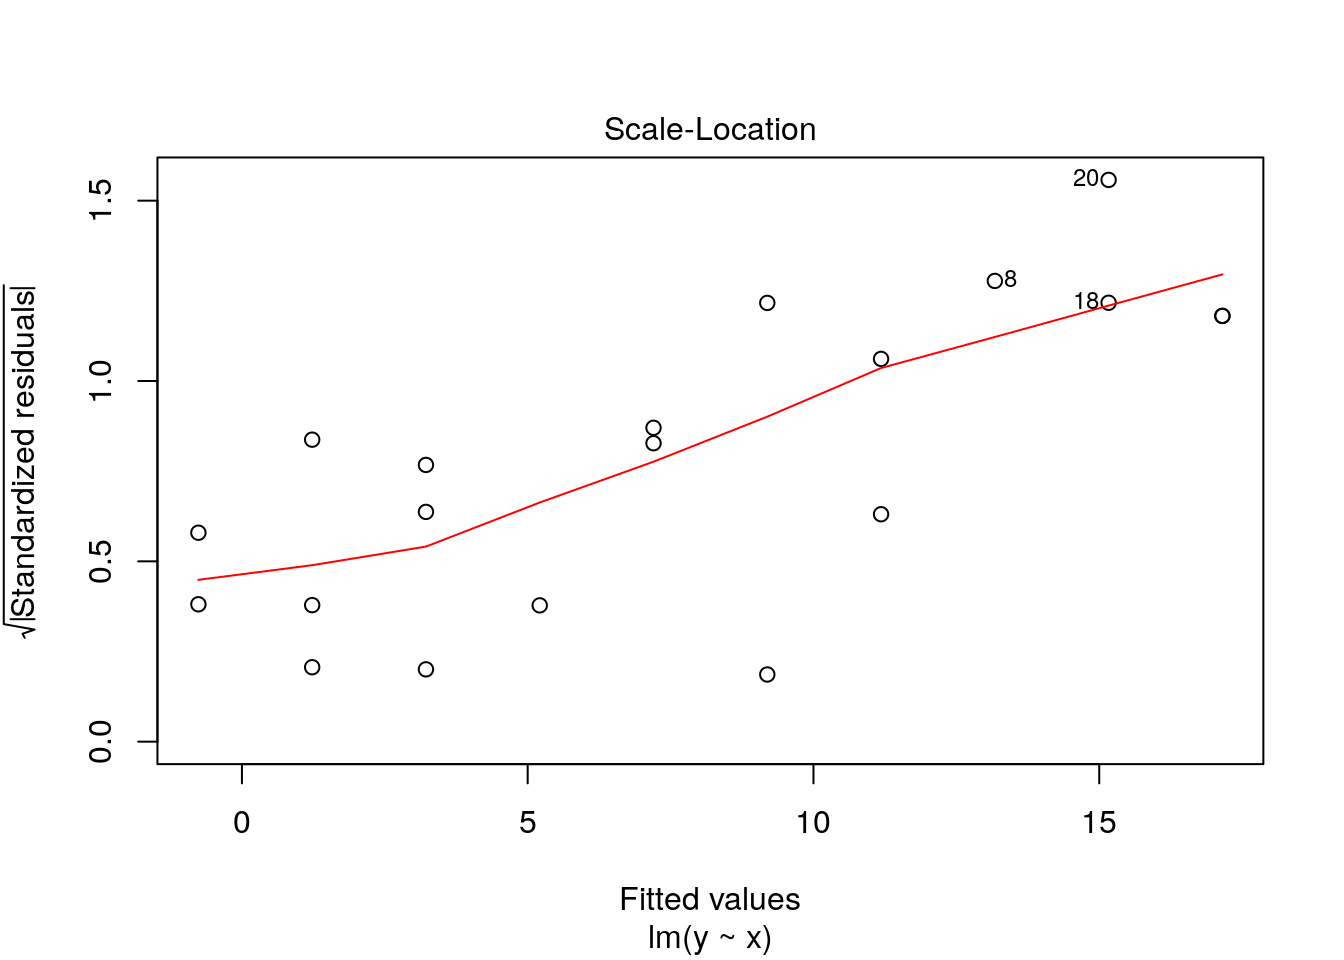 Scale-Location
√|Standardized residuals|
1.5
1.0
0.5
0.0
20
8
18
0 5 10 15
Fitted values
lm(y ~ x)